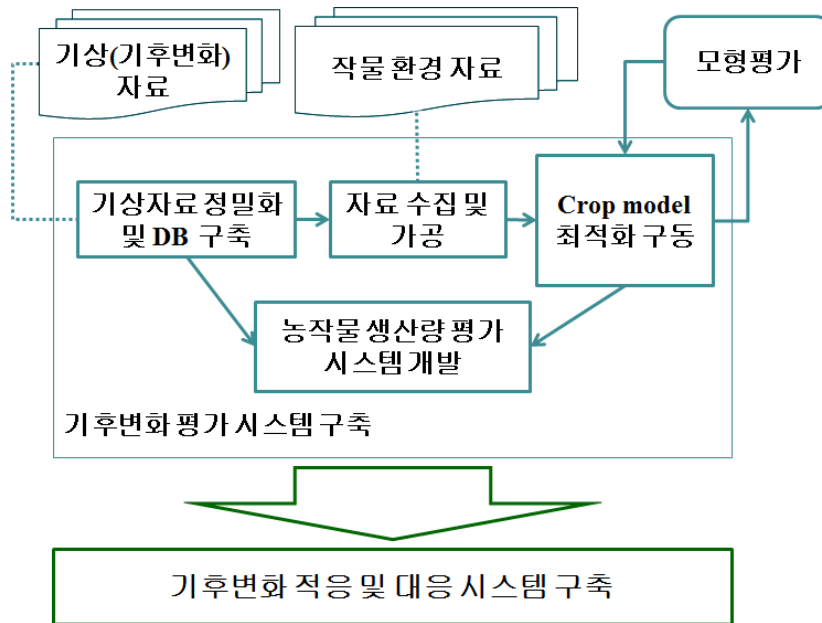 기상(기후변화)
자료
작물 환경 자료
모형평가
기상자료 정밀화
및 DB 구축
자료 수집 및
가공
Crop model
최적화 구동
농작물 생산량 평가
시스템 개발
기후변화 평가 시스템 구축
기후변화 적응 및 대응 시스템 구축